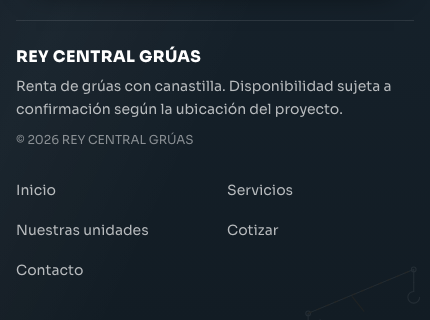 REY CENTRAL GRÚAS
Renta de grúas con canastilla. Disponibilidad sujeta a
confirmación según la ubicación del proyecto.
© 2026 REY CENTRAL GRÚAS
Inicio
Servicios
Nuestras unidades
Cotizar
Contacto